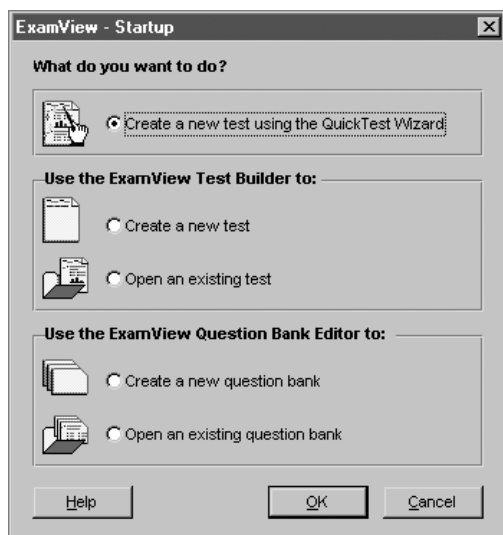 ExamView - Startup
What do you want to do?
Create a new test using the QuickTest Wizard
Use the ExamView Test Builder to:
Create a new test
Open an existing test
Use the ExamView Question Bank Editor to:
Create a new question bank
Open an existing question bank
Help OK Cancel